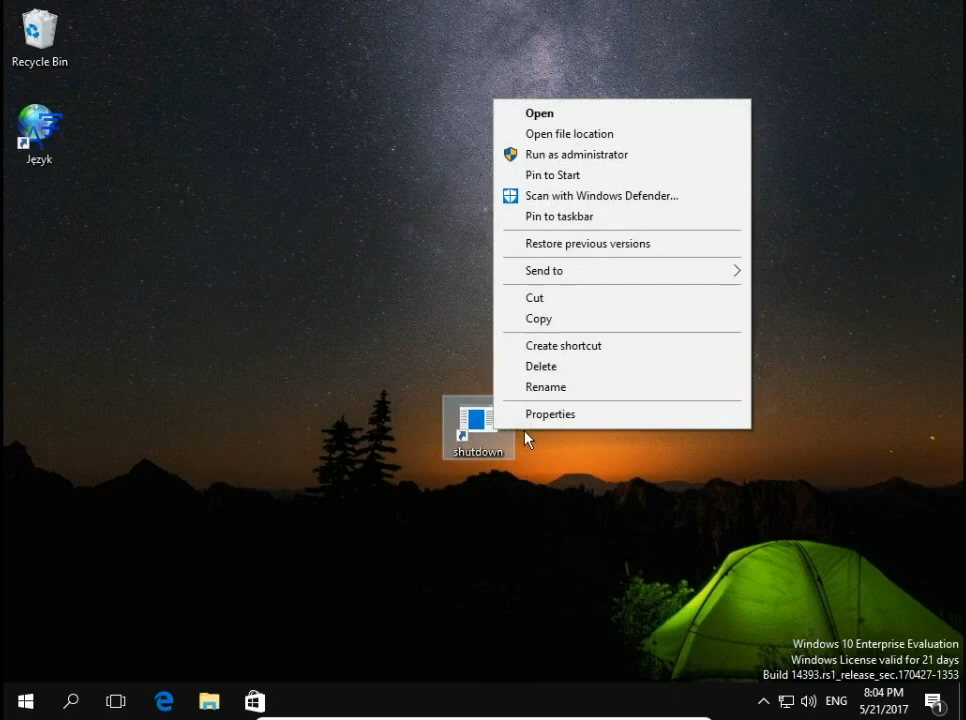 Recycle Bin
Język
Open
Open file location
Run as administrator
Pin to Start
Scan with Windows Defender...
Pin to taskbar
Restore previous versions
Send to
Cut
Copy
Create shortcut
Delete
Rename
Properties
shutdown
Windows 10 Enterprise Evaluation
Windows License valid for 21 days
Build 14393.rs1_release_sec.170427-1353
ENG
8:04 PM
5/21/2017
1